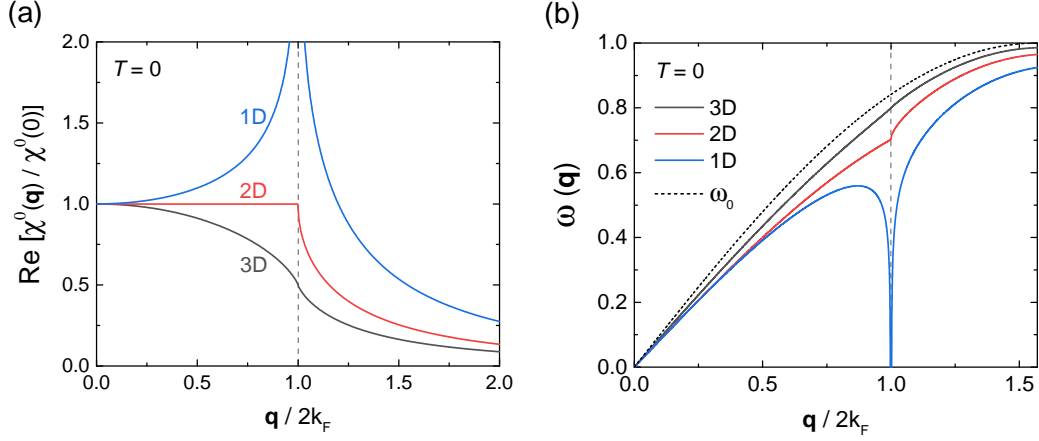 (a)
2.0
1.5
1.0
0.5
0.0
Re [χ⁰(q) / χ⁰(0)]
T = 0
1D
2D
3D
0.0 0.5 1.0 1.5 2.0
q / 2k_F
(b)
1.0
0.8
0.6
0.4
0.2
0.0
ω (q)
T = 0
3D
2D
1D
ω₀
0.0 0.5 1.0 1.5
q / 2k_F